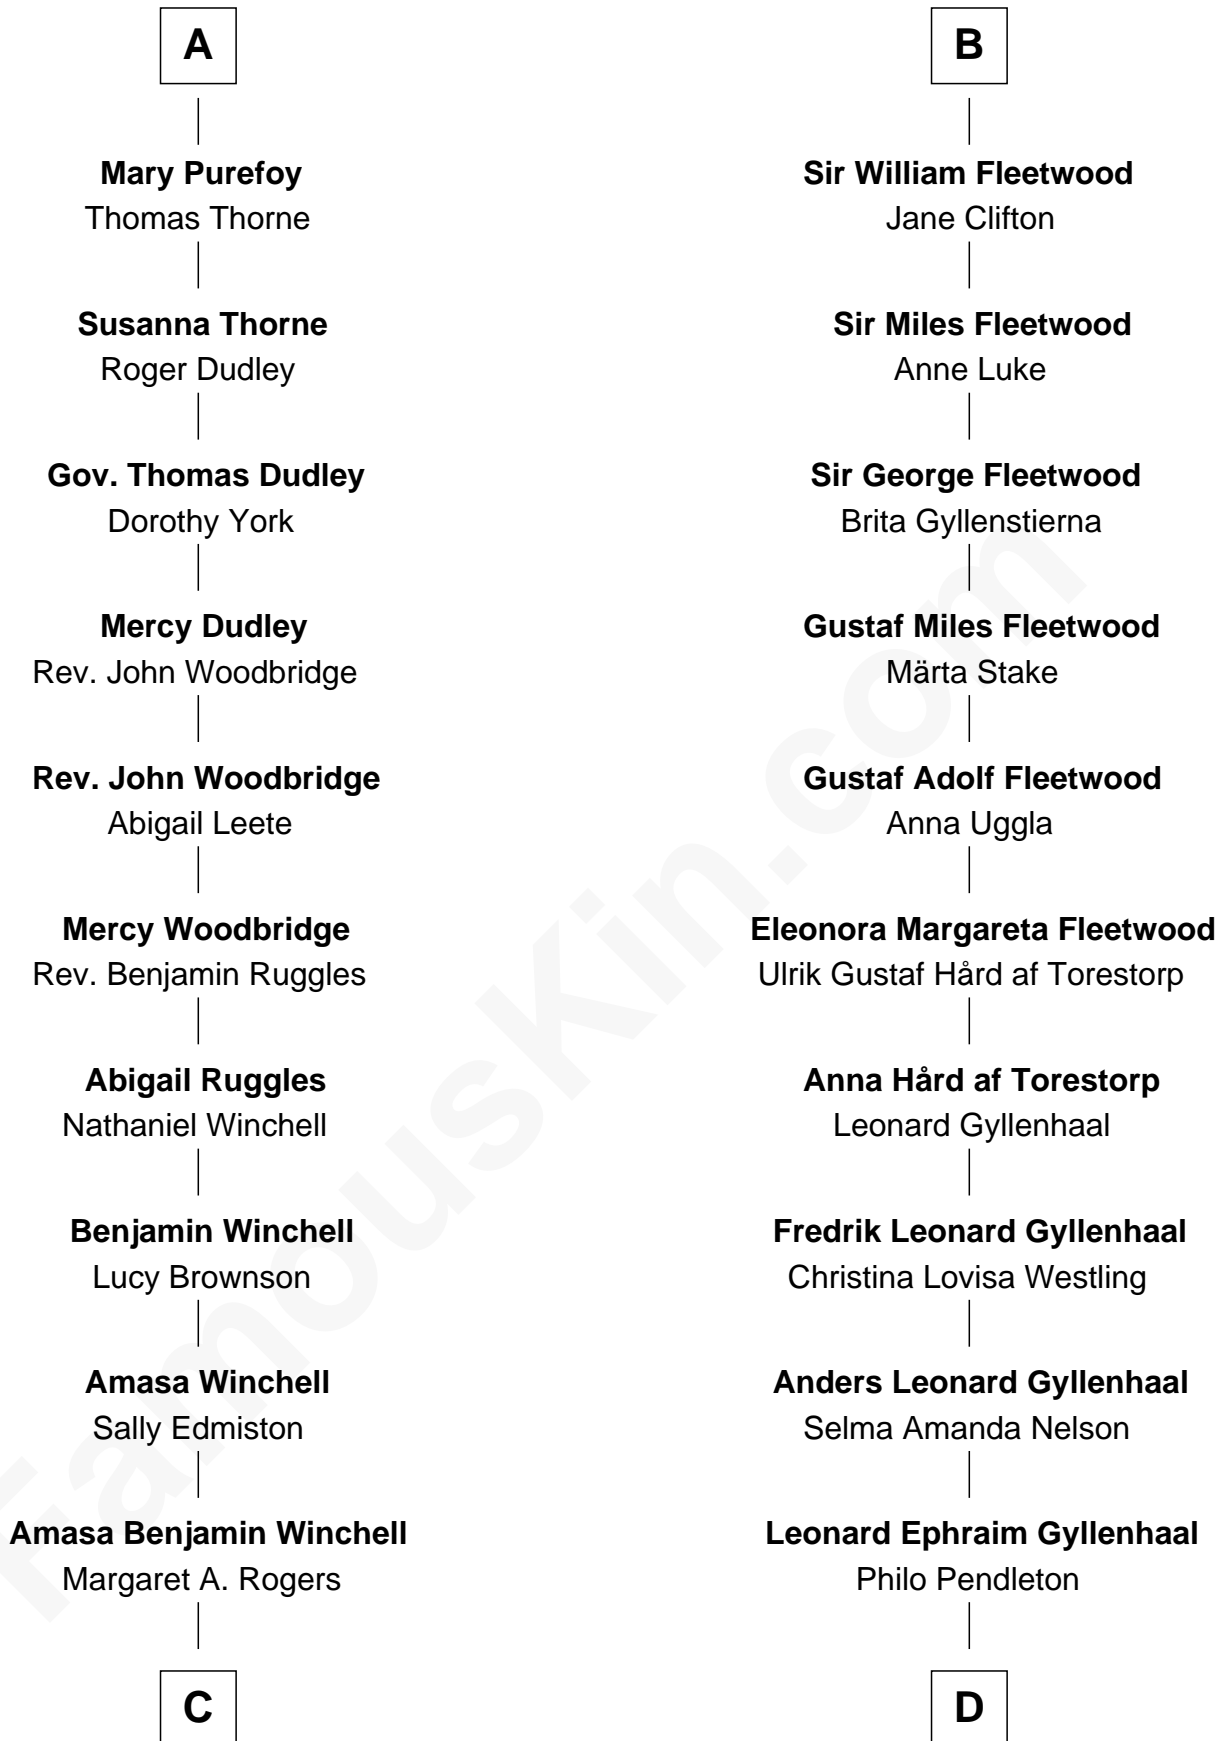 A
Mary Purefoy
Thomas Thorne
Susanna Thorne
Roger Dudley
Gov. Thomas Dudley
Dorothy York
Mercy Dudley
Rev. John Woodbridge
Rev. John Woodbridge
Abigail Leete
Mercy Woodbridge
Rev. Benjamin Ruggles
Abigail Ruggles
Nathaniel Winchell
Benjamin Winchell
Lucy Brownson
Amasa Winchell
Sally Edmiston
Amasa Benjamin Winchell
Margaret A. Rogers
C
B
Sir William Fleetwood
Jane Clifton
Sir Miles Fleetwood
Anne Luke
Sir George Fleetwood
Brita Gyllenstierna
Gustaf Miles Fleetwood
Märta Stake
Gustaf Adolf Fleetwood
Anna Uggla
Eleonora Margareta Fleetwood
Ulrik Gustaf Hård af Torestorp
Anna Hård af Torestorp
Leonard Gyllenhaal
Fredrik Leonard Gyllenhaal
Christina Lovisa Westling
Anders Leonard Gyllenhaal
Selma Amanda Nelson
Leonard Ephraim Gyllenhaal
Philo Pendleton
D
FamousKin.com